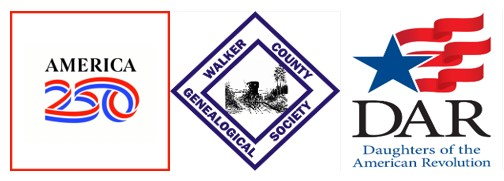 AMERICA
250
WALKER
COUNTY
GENEALOGICAL
SOCIETY
DAR
Daughters of the
American Revolution